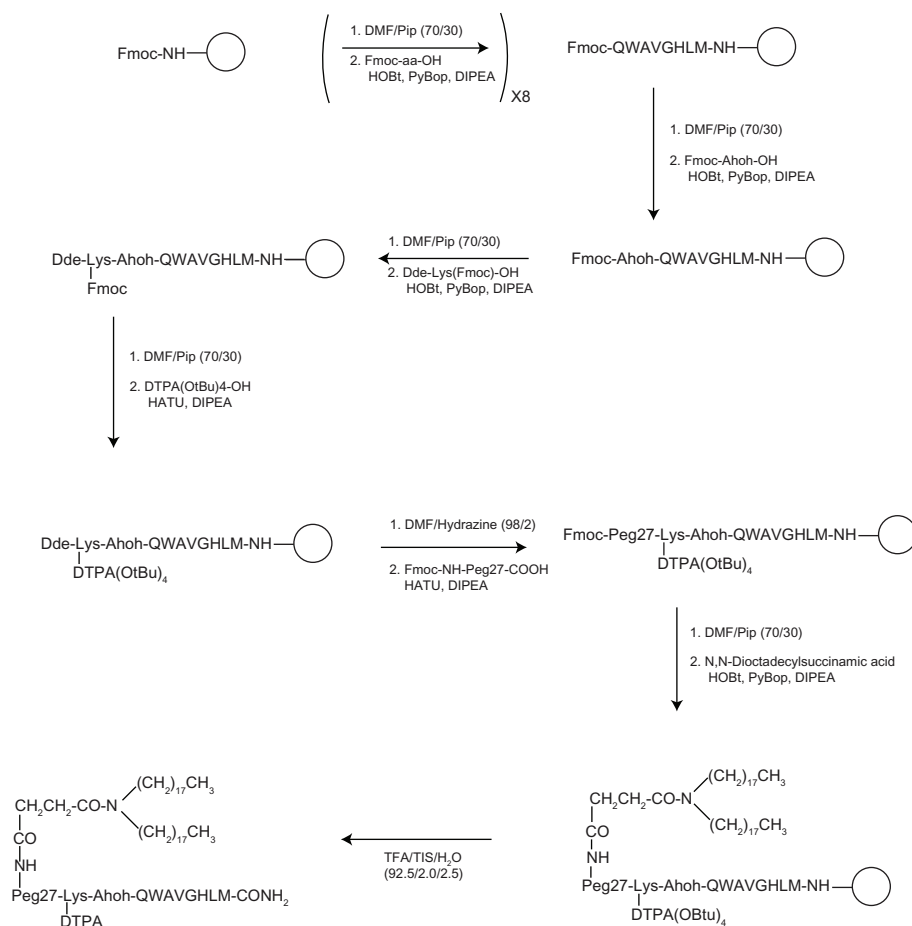 Fmoc-NH
1. DMF/Pip (70/30)
2. Fmoc-aa-OH
HOBt, PyBop, DIPEA
X8
Fmoc-QWAVGHLM-NH
1. DMF/Pip (70/30)
2. Fmoc-Ahoh-OH
HOBt, PyBop, DIPEA
Fmoc-Ahoh-QWAVGHLM-NH
1. DMF/Pip (70/30)
2. Dde-Lys(Fmoc)-OH
HOBt, PyBop, DIPEA
Dde-Lys-Ahoh-QWAVGHLM-NH
Fmoc
1. DMF/Pip (70/30)
2. DTPA(OtBu)4-OH
HATU, DIPEA
Dde-Lys-Ahoh-QWAVGHLM-NH
DTPA(OtBu)4
1. DMF/Hydrazine (98/2)
2. Fmoc-NH-Peg27-COOH
HATU, DIPEA
Fmoc-Peg27-Lys-Ahoh-QWAVGHLM-NH
DTPA(OtBu)4
1. DMF/Pip (70/30)
2. N,N-Dioctadecylsuccinamic acid
HOBt, PyBop, DIPEA
(CH2)17CH3
CH2CH2-CO-N
(CH2)17CH3
CO
NH
Peg27-Lys-Ahoh-QWAVGHLM-NH
DTPA(OBtu)4
TFA/TIS/H2O
(92.5/2.0/2.5)
(CH2)17CH3
CH2CH2-CO-N
(CH2)17CH3
CO
NH
Peg27-Lys-Ahoh-QWAVGHLM-CONH2
DTPA